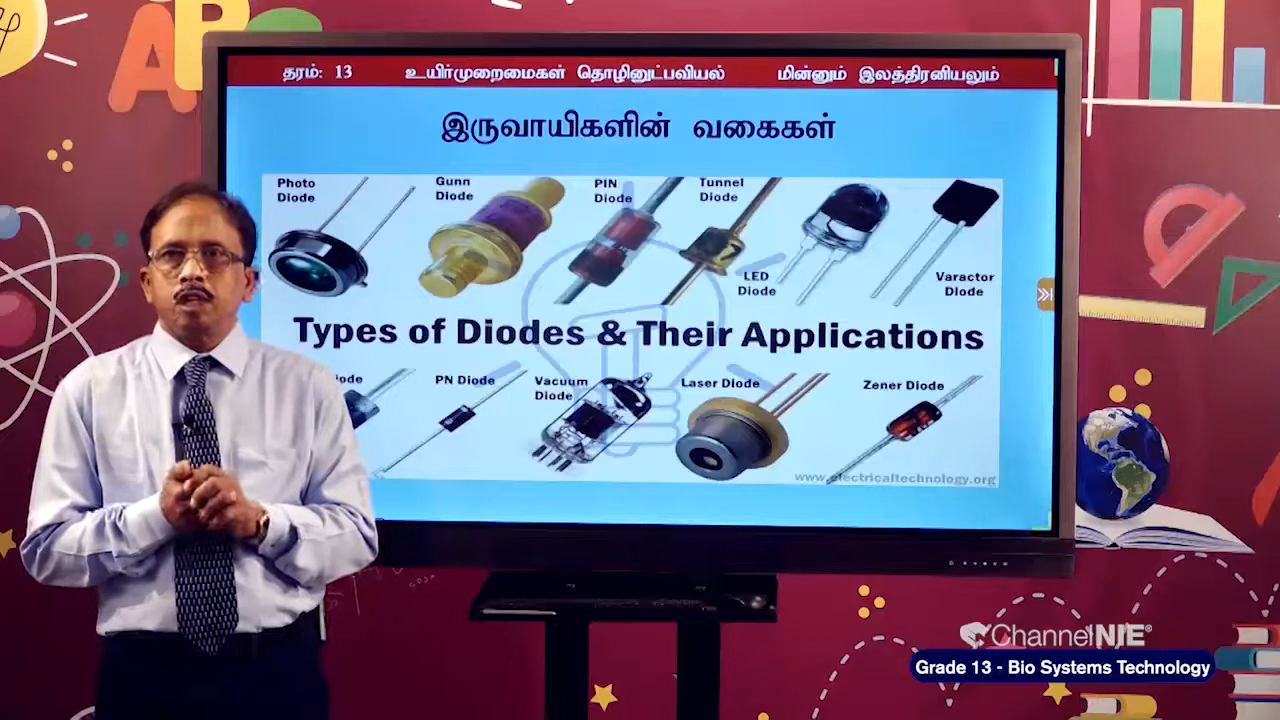 தரம்: 13 உயிர்முறைமைகள் தொழினுட்பவியல் மின்னும் இலத்திரனியலும்
இருவாயிகளின் வகைகள்
Photo
Diode
Gunn
Diode
PIN
Diode
Tunnel
Diode
LED
Diode
Varactor
Diode
Types of Diodes & Their Applications
PN Diode
Vacuum
Diode
Laser Diode
Zener Diode
www.electricaltechnology.org
ChannelNIE®
Grade 13 - Bio Systems Technology